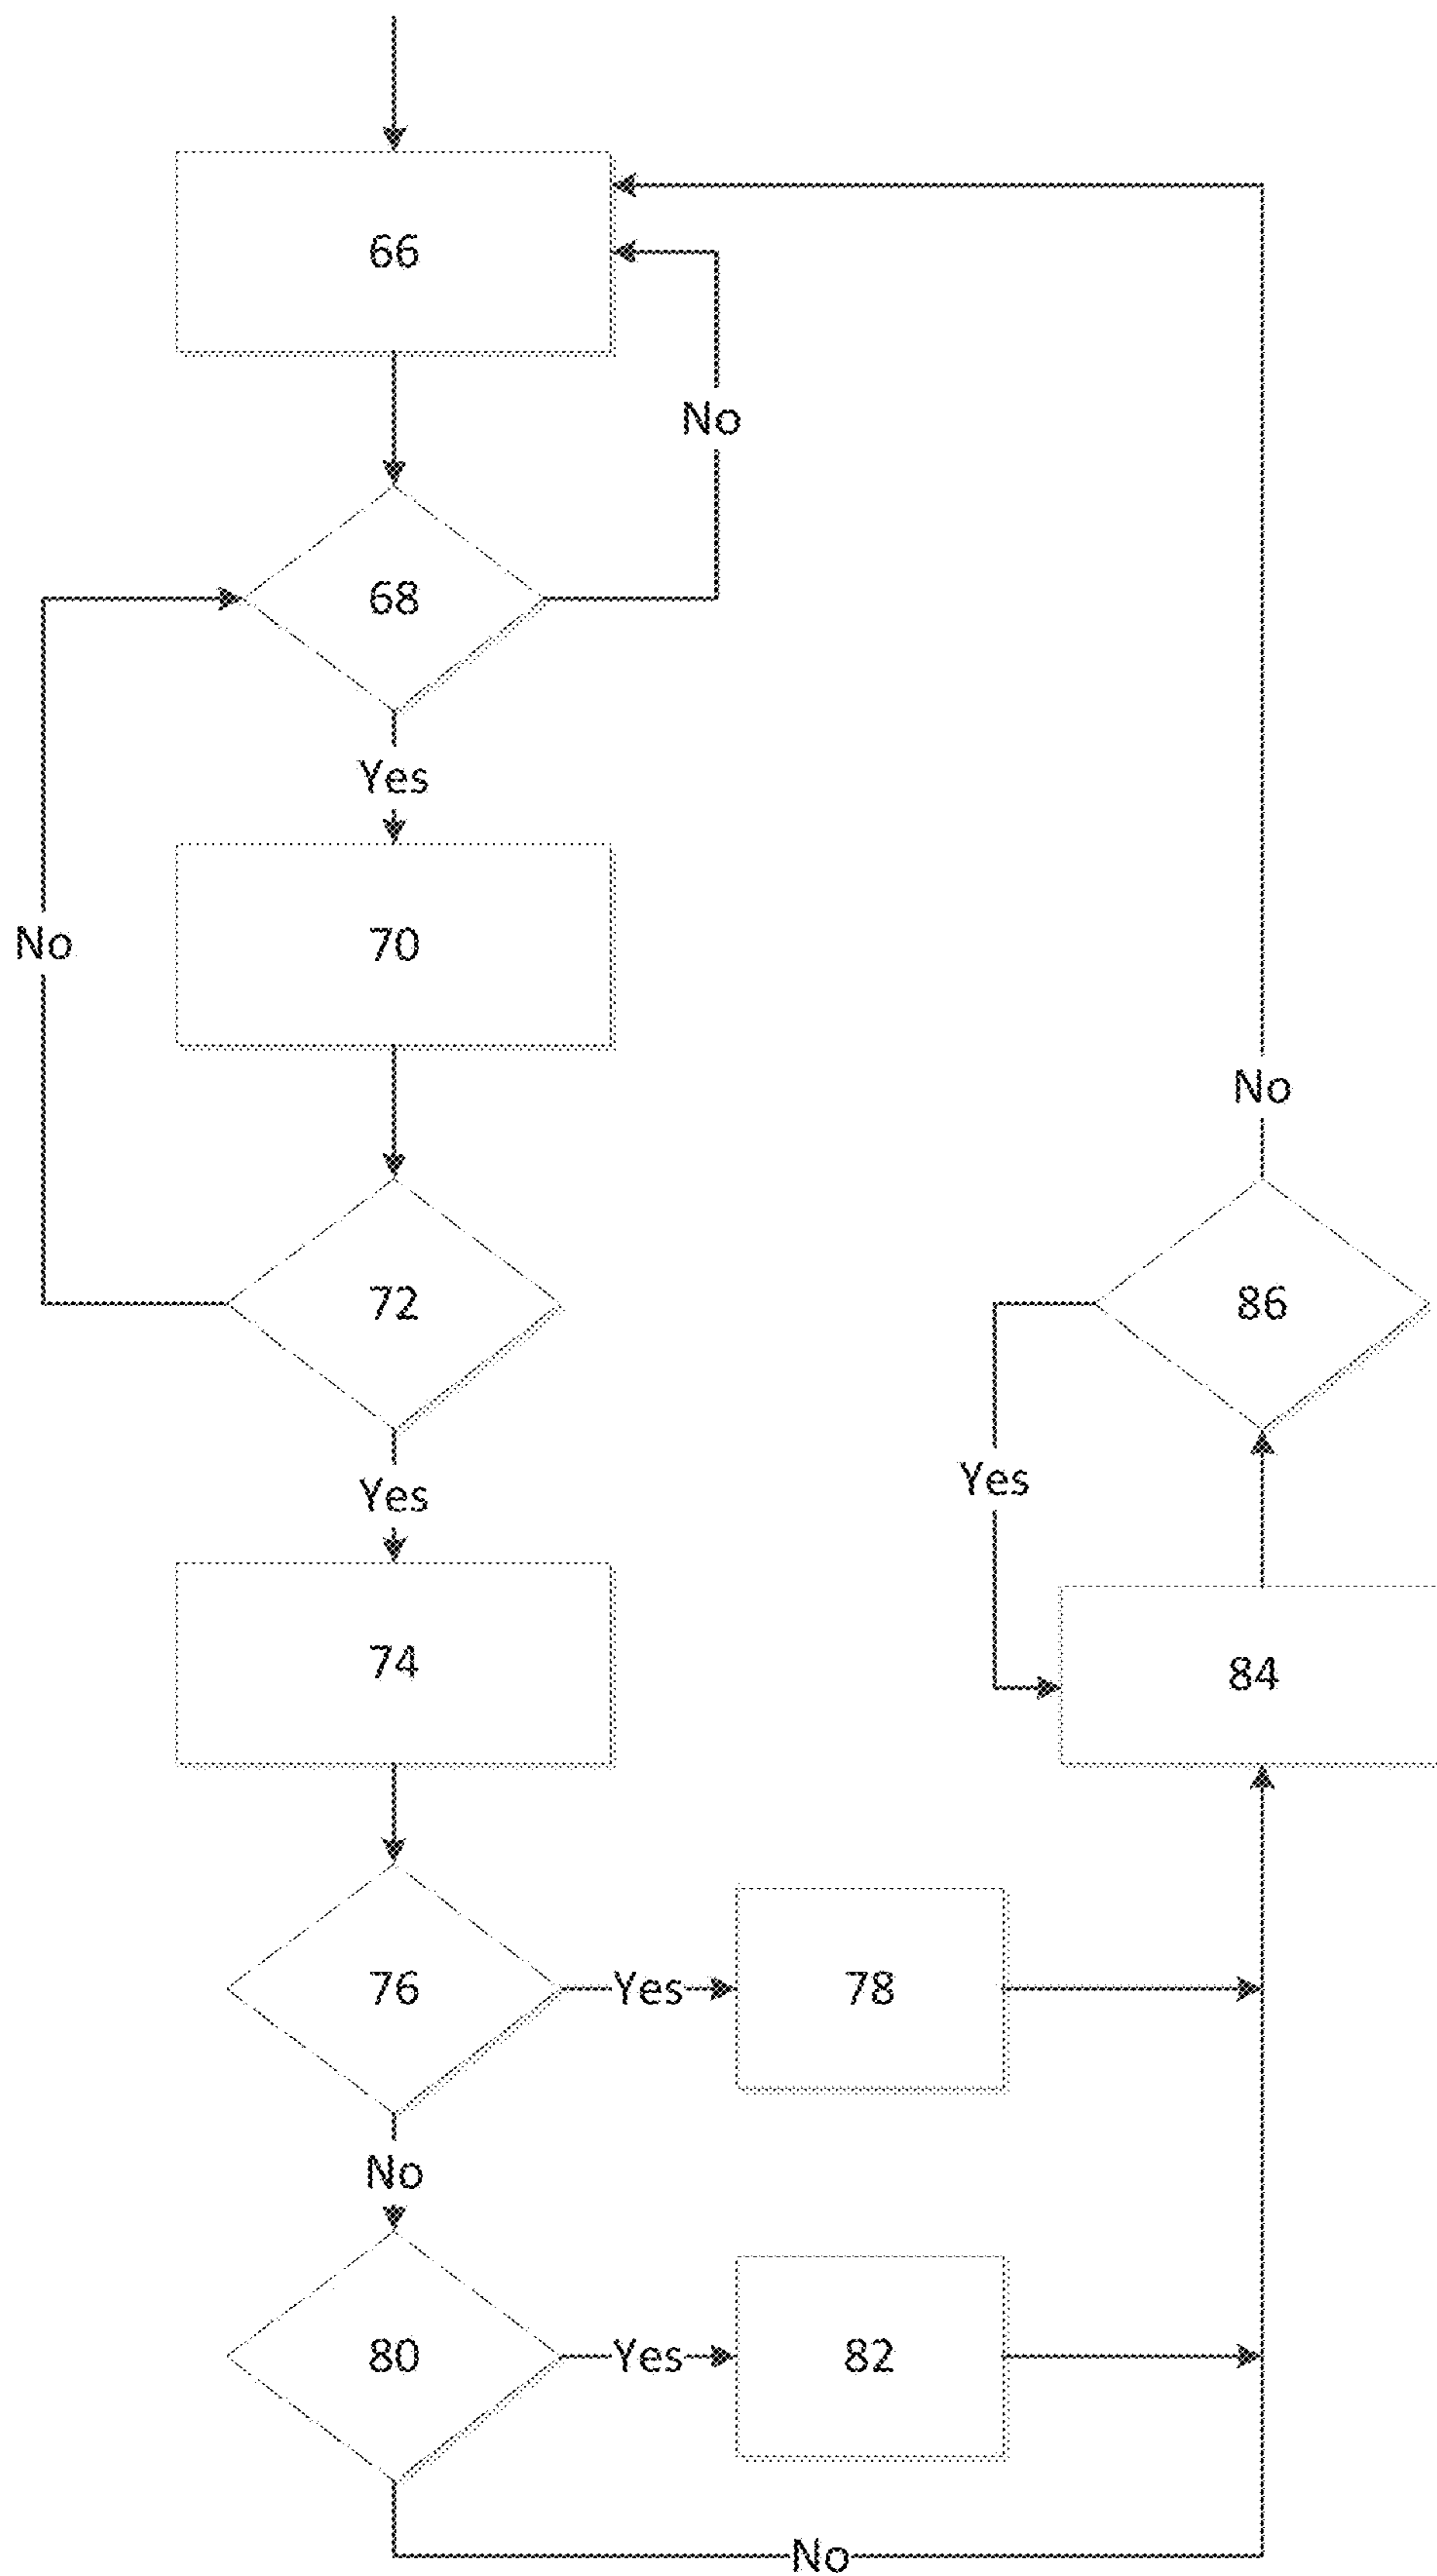 66
No
68
Yes
70
No
No
72
86
Yes
Yes
74
84
76
Yes
78
No
80
Yes
82
No